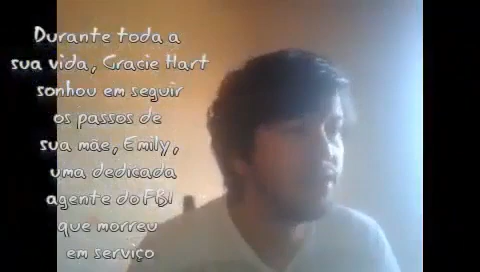 Durante toda a
sua vida, Gracie Hart
sonhou em seguir
os passos de
sua mãe, Emily,
uma dedicada
agente do FBI
que morreu
em serviço